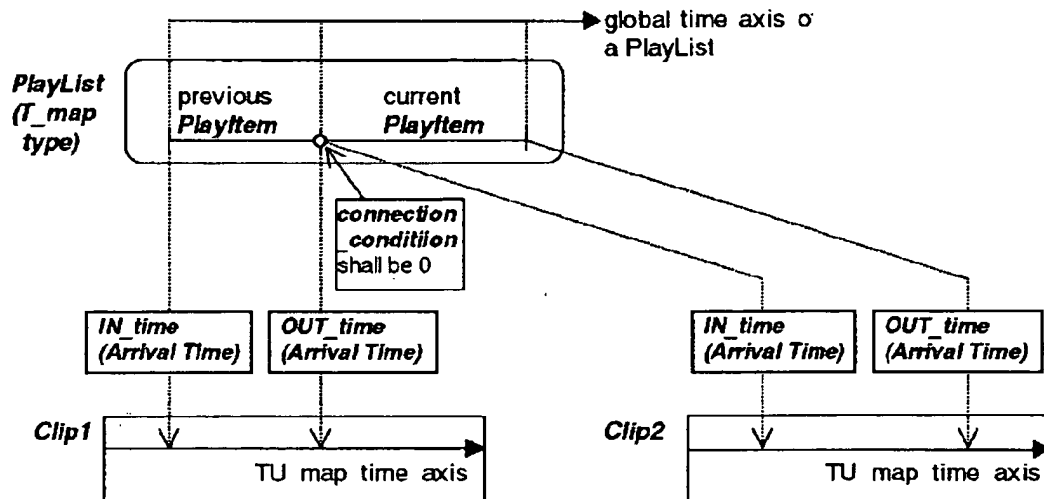 global time axis o
a PlayList
PlayList
(T_map
type)
previous
PlayItem
current
PlayItem
connection
_conditiion
shall be 0
IN_time
(Arrival Time)
OUT_time
(Arrival Time)
IN_time
(Arrival Time)
OUT_time
(Arrival Time)
Clip1
TU map time axis
Clip2
TU map time axis